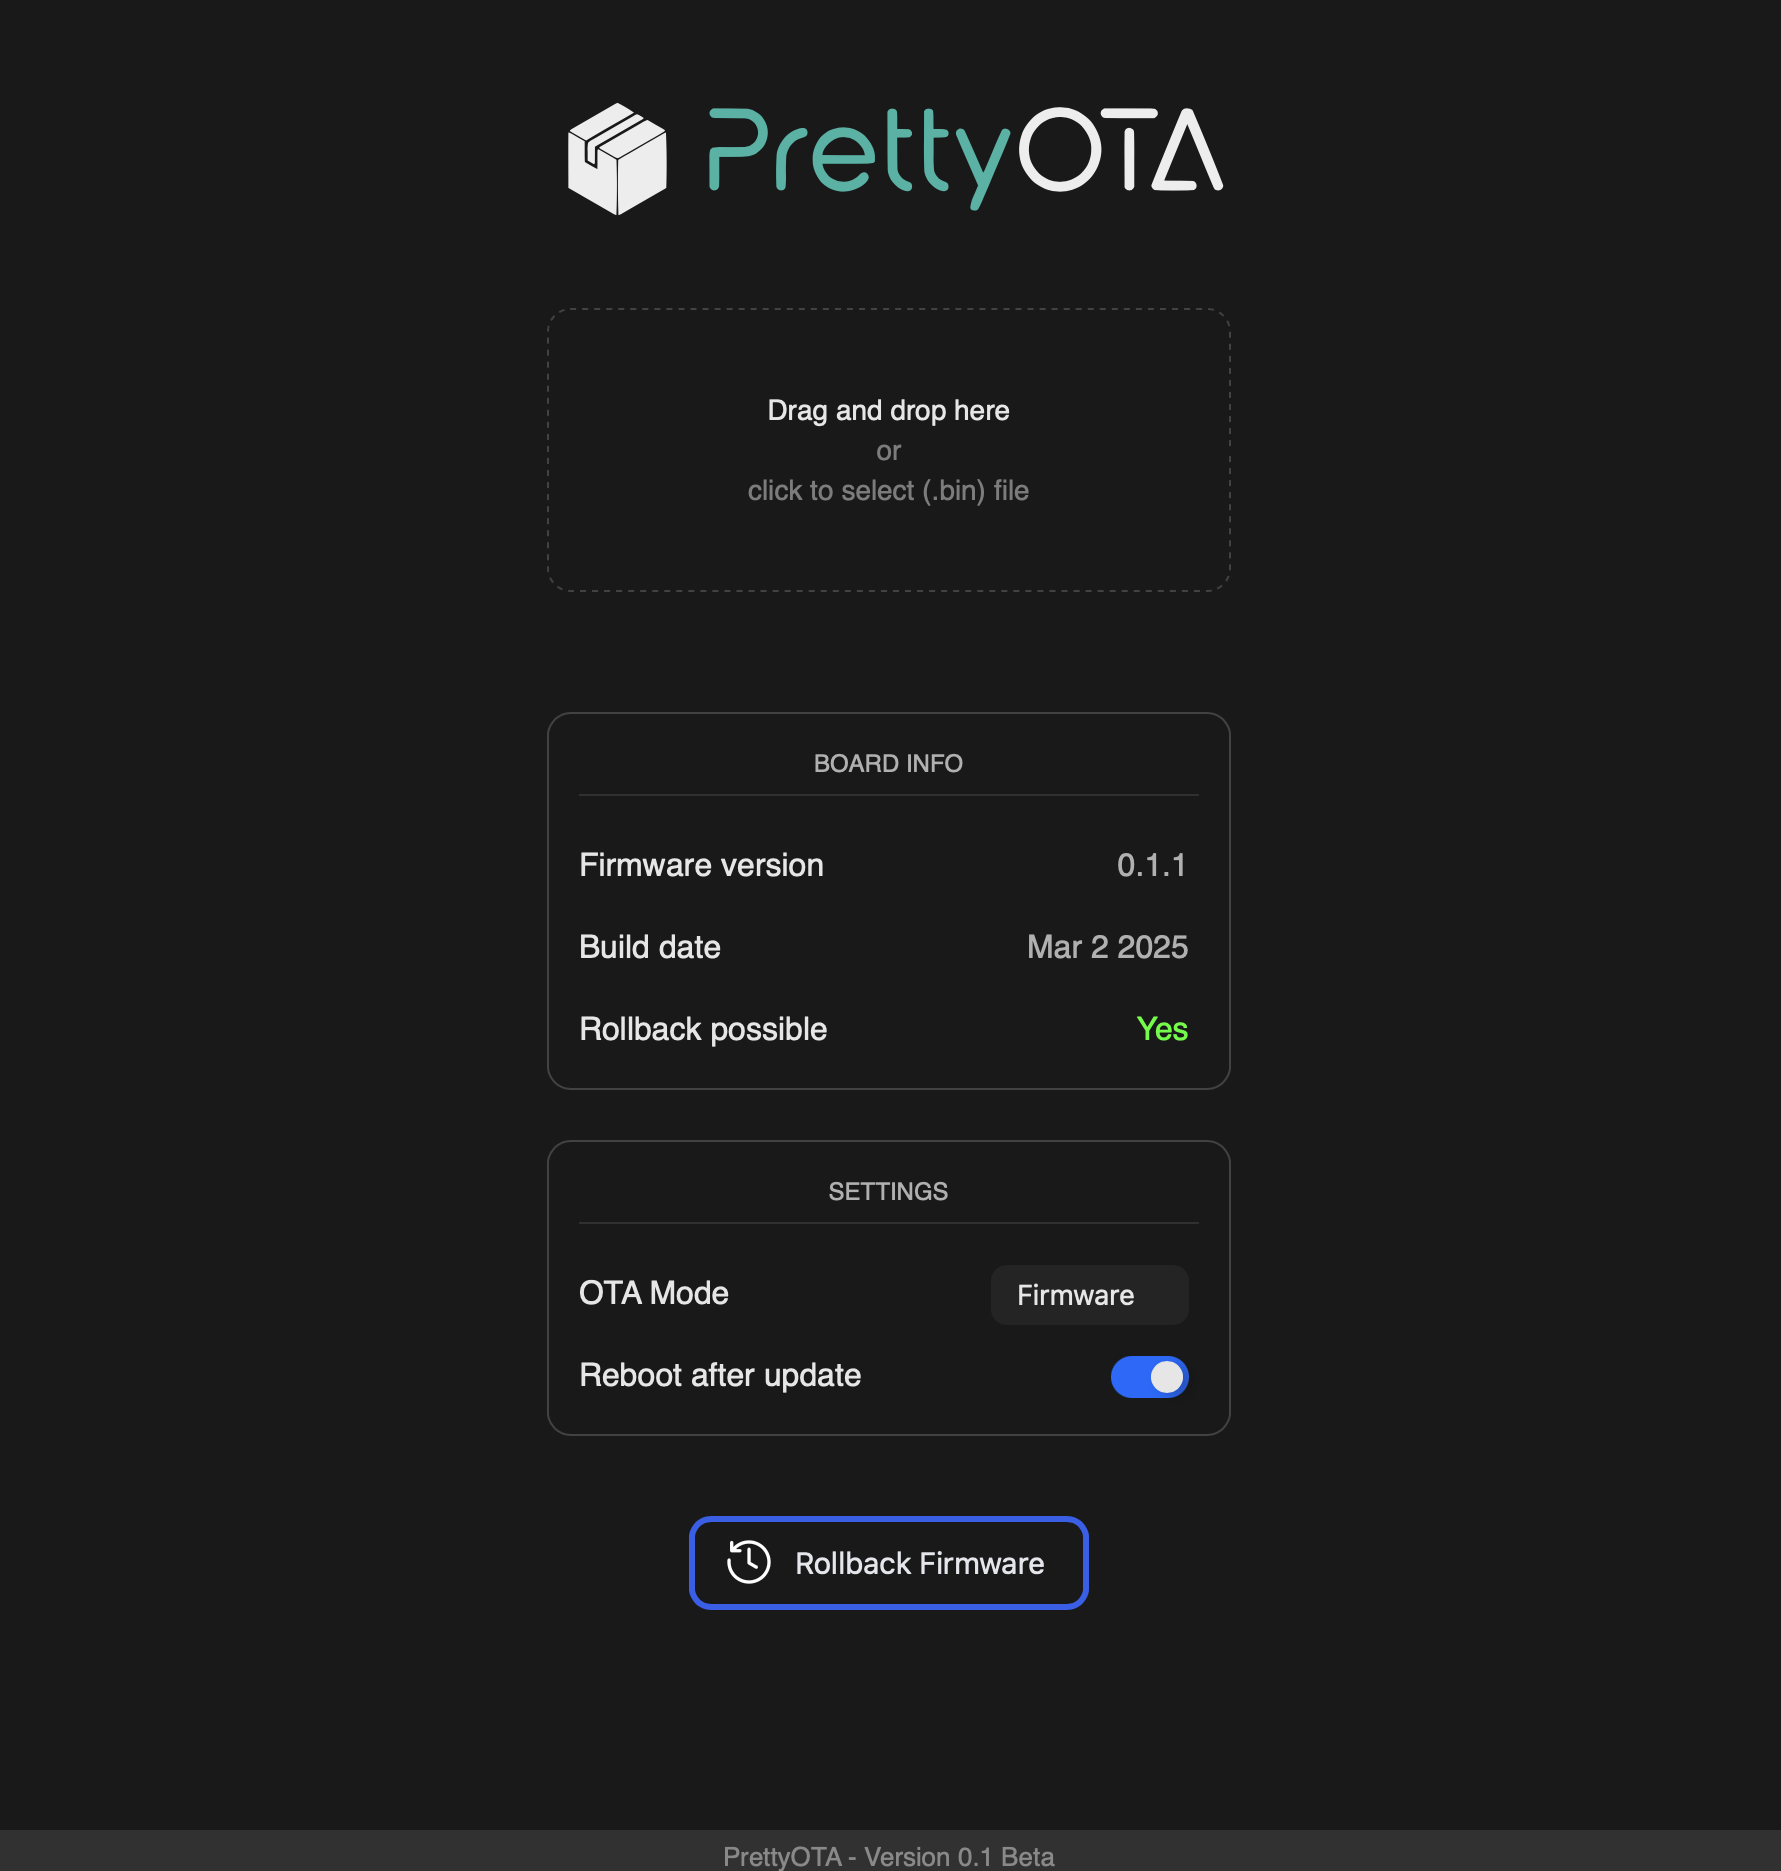 PrettyOTA
Drag and drop here
or
click to select (.bin) file
BOARD INFO
Firmware version 0.1.1
Build date Mar 2 2025
Rollback possible Yes
SETTINGS
OTA Mode Firmware
Reboot after update
Rollback Firmware
PrettyOTA - Version 0.1 Beta